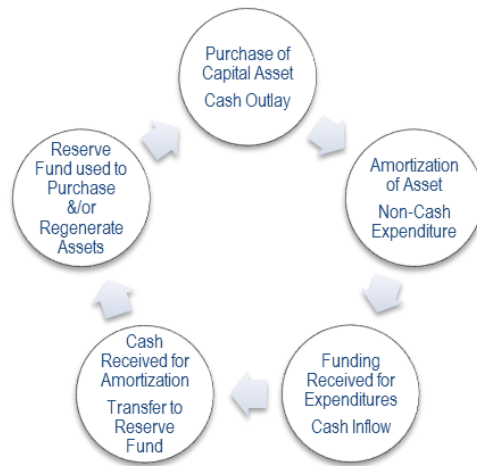 Purchase of
Capital Asset
Cash Outlay
Amortization
of Asset
Non-Cash
Expenditure
Funding
Received for
Expenditures
Cash Inflow
Cash
Received for
Amortization
Transfer to
Reserve
Fund
Reserve
Fund used to
Purchase
&/or
Regenerate
Assets